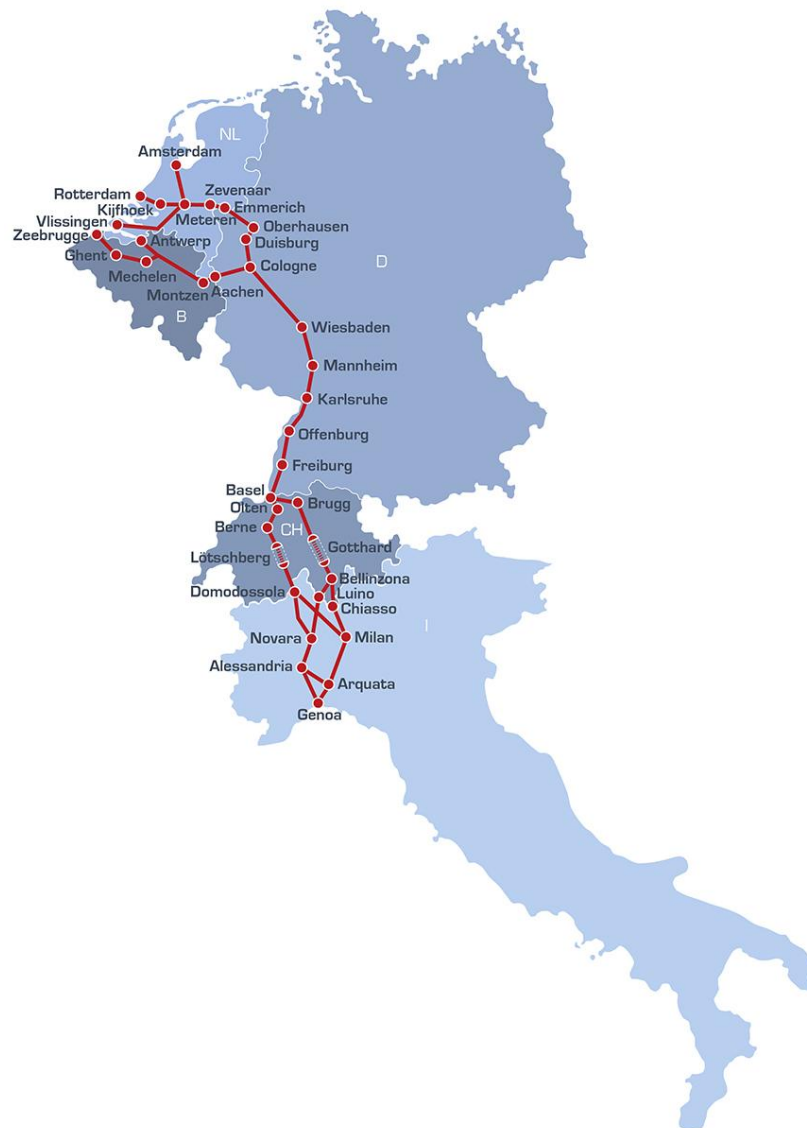 NL
Amsterdam
Rotterdam
Zevenaar
Kijfhoek
Emmerich
Vlissingen
Meteren
Oberhausen
Zeebrugge
Antwerp
Duisburg
Ghent
D
Cologne
Mechelen
Montzen
Aachen
B
Wiesbaden
Mannheim
Karlsruhe
Offenburg
Freiburg
Basel
Brugg
Olten
Berne
CH
Gotthard
Lötschberg
Bellinzona
Domodossola
Luino
Chiasso
I
Novara
Milan
Alessandria
Arquata
Genoa